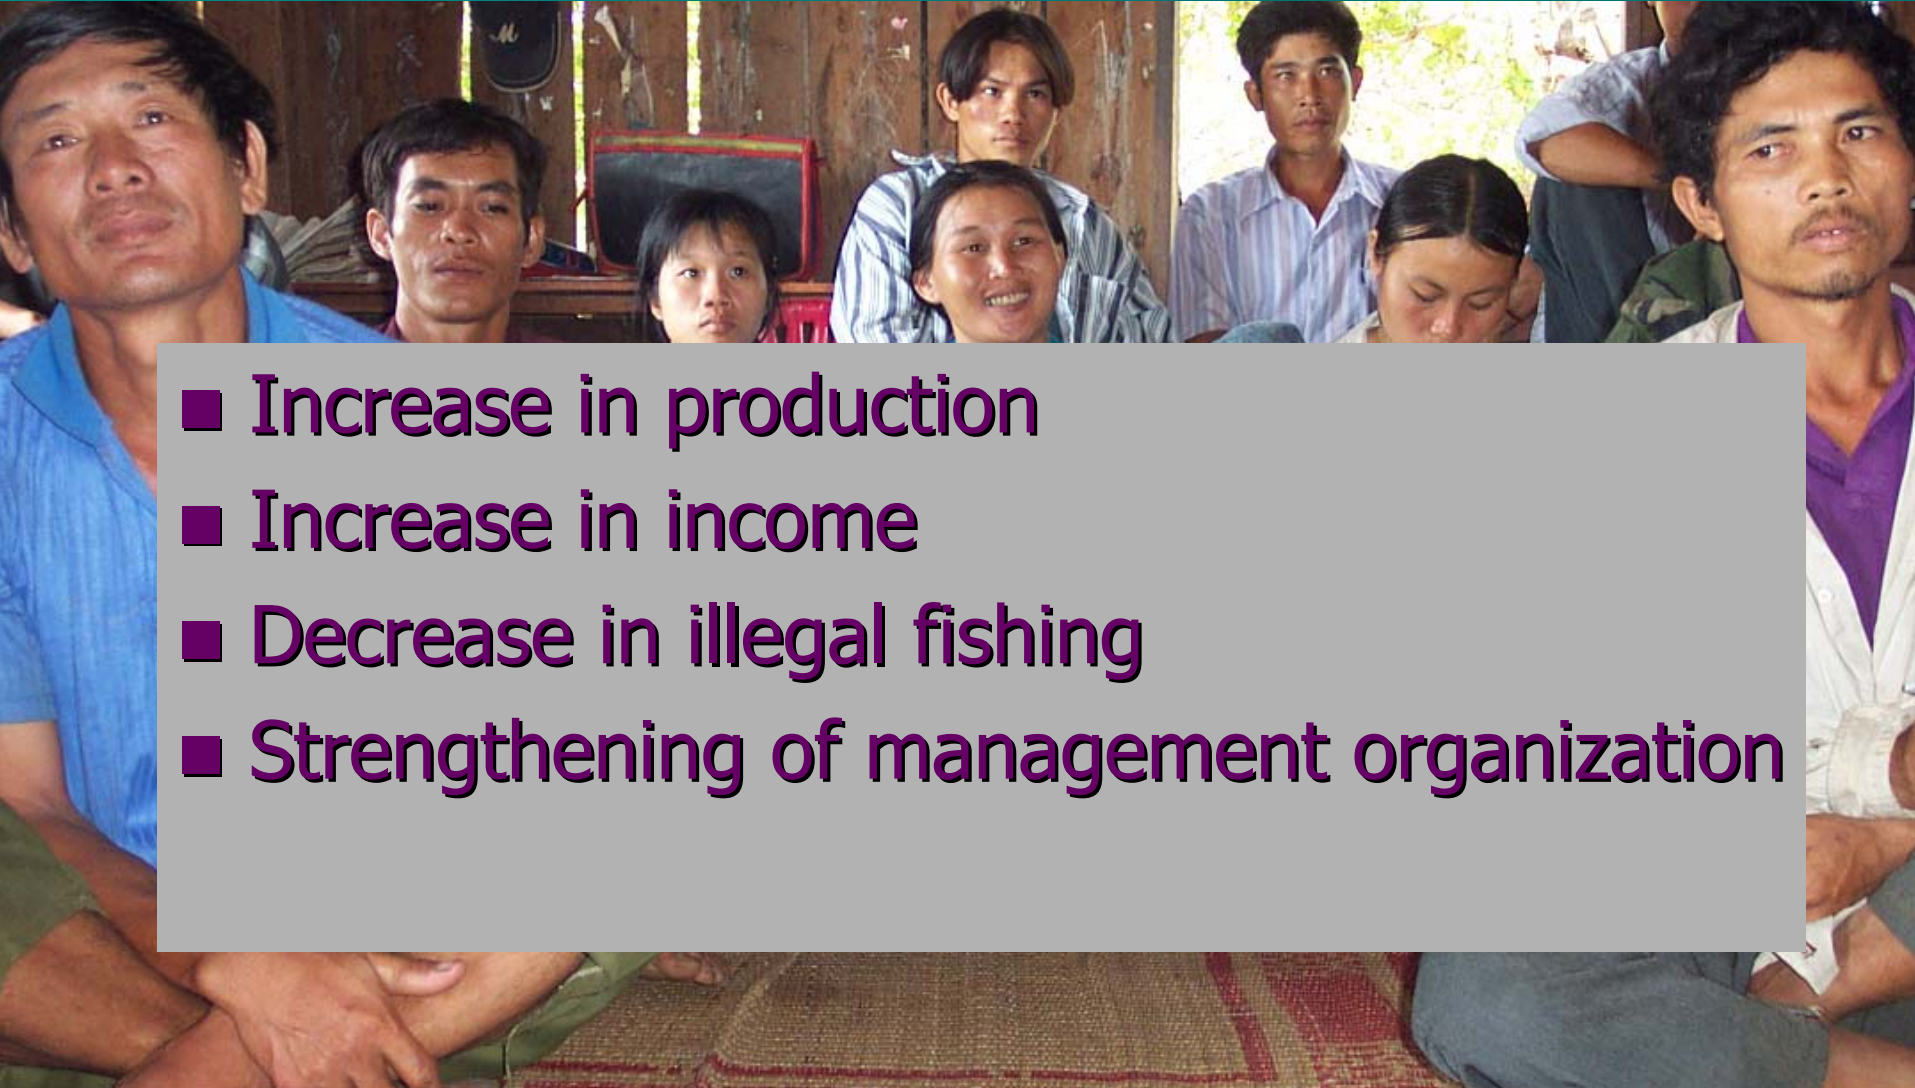 ■ Increase in production
■ Increase in income
■ Decrease in illegal fishing
■ Strengthening of management organization